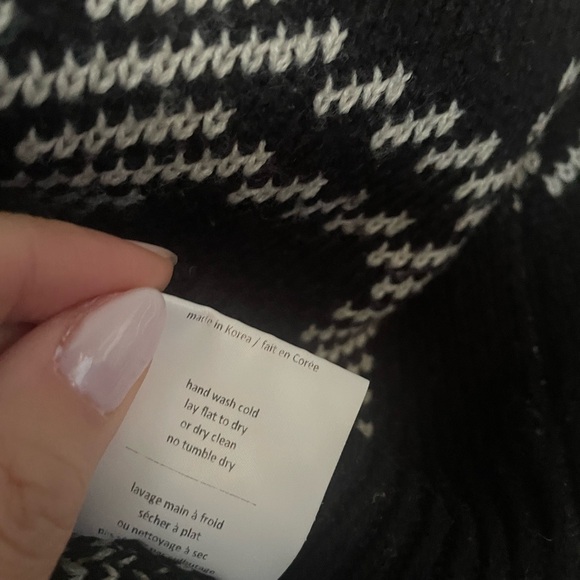 made in Korea / fait en Corée
hand wash cold
lay flat to dry
or dry clean
no tumble dry
lavage main à froid
sécher à plat
ou nettoyage à sec